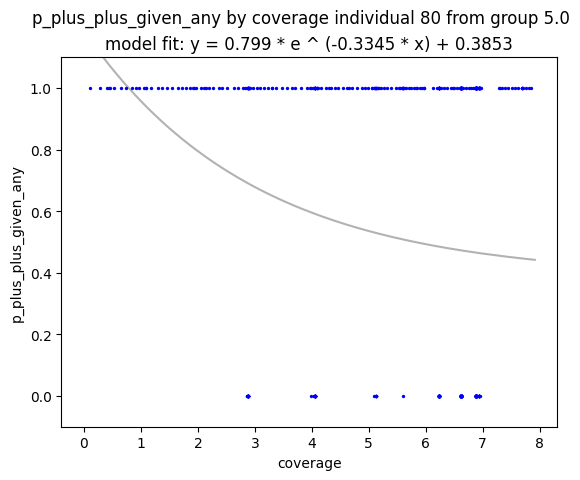 p_plus_plus_given_any by coverage individual 80 from group 5.0
model fit: y = 0.799 * e ^ (-0.3345 * x) + 0.3853
1.0
0.8
0.6
0.4
0.2
0.0
p_plus_plus_given_any
0 1 2 3 4 5 6 7 8
coverage